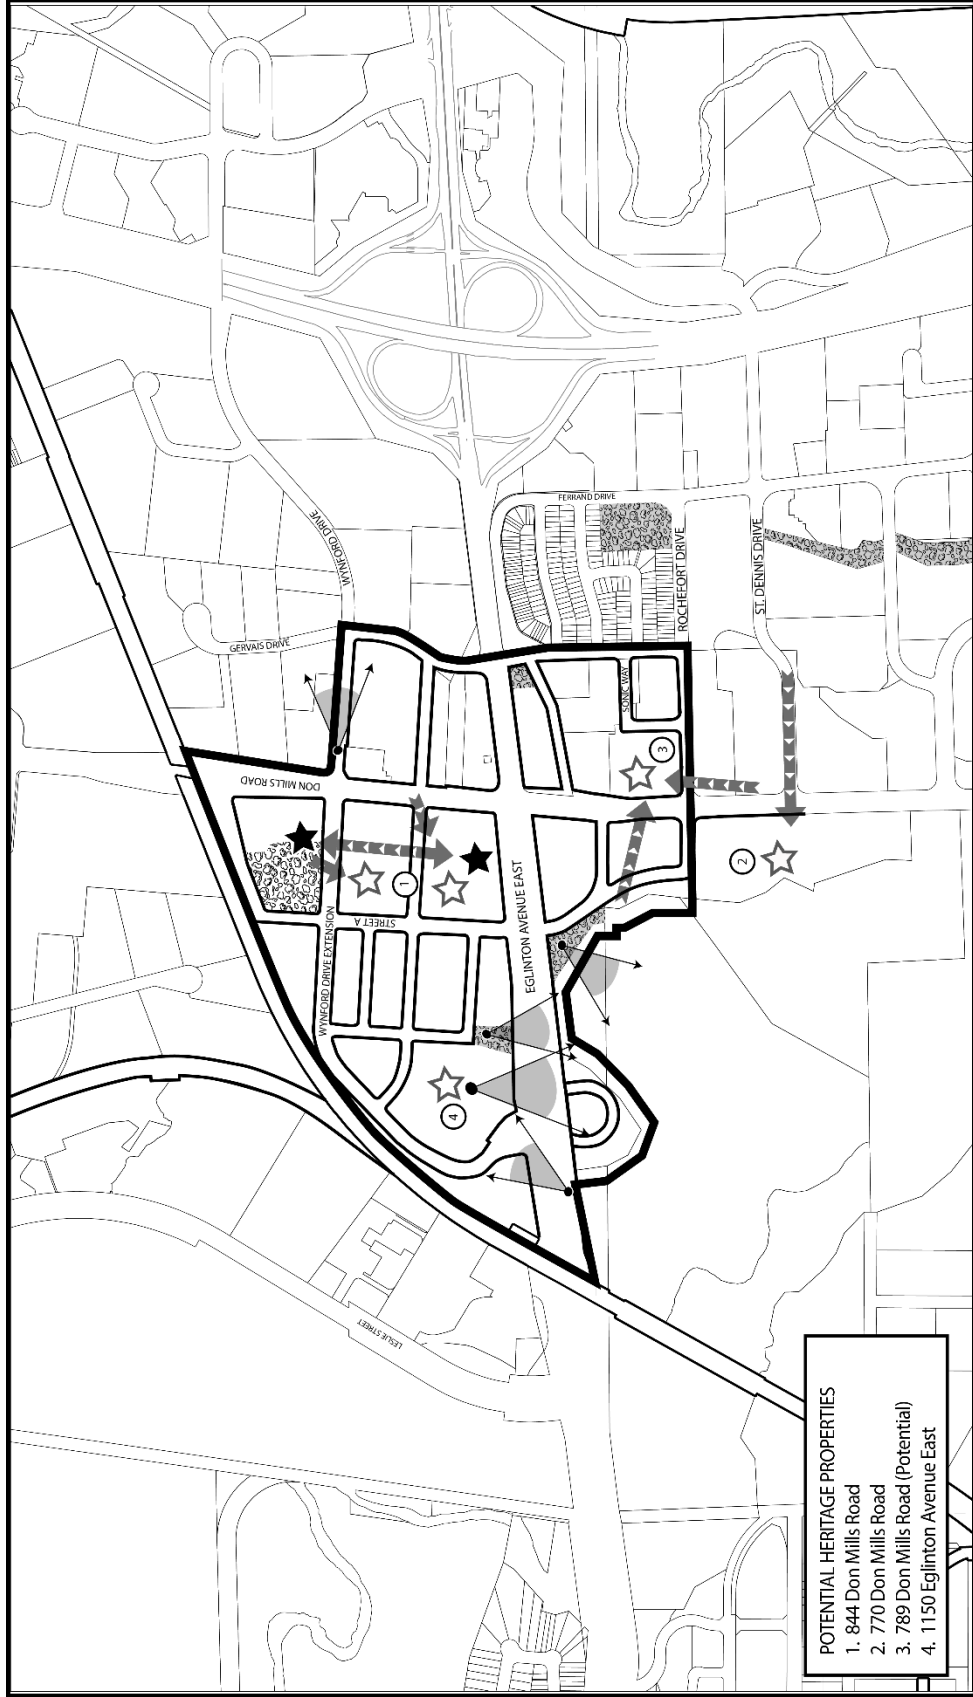 WYNFORD DRIVE
GERVAIS DRIVE
DON MILLS ROAD
FERRAND DRIVE
ROCHEFORT DRIVE
ST. DENNIS DRIVE
SONIC WAY
3
2
1
STREET A
EGLINTON AVENUE EAST
WYNFORD DRIVE EXTENSION
4
LESLIE STREET
POTENTIAL HERITAGE PROPERTIES
1. 844 Don Mills Road
2. 770 Don Mills Road
3. 789 Don Mills Road (Potential)
4. 1150 Eglinton Avenue East